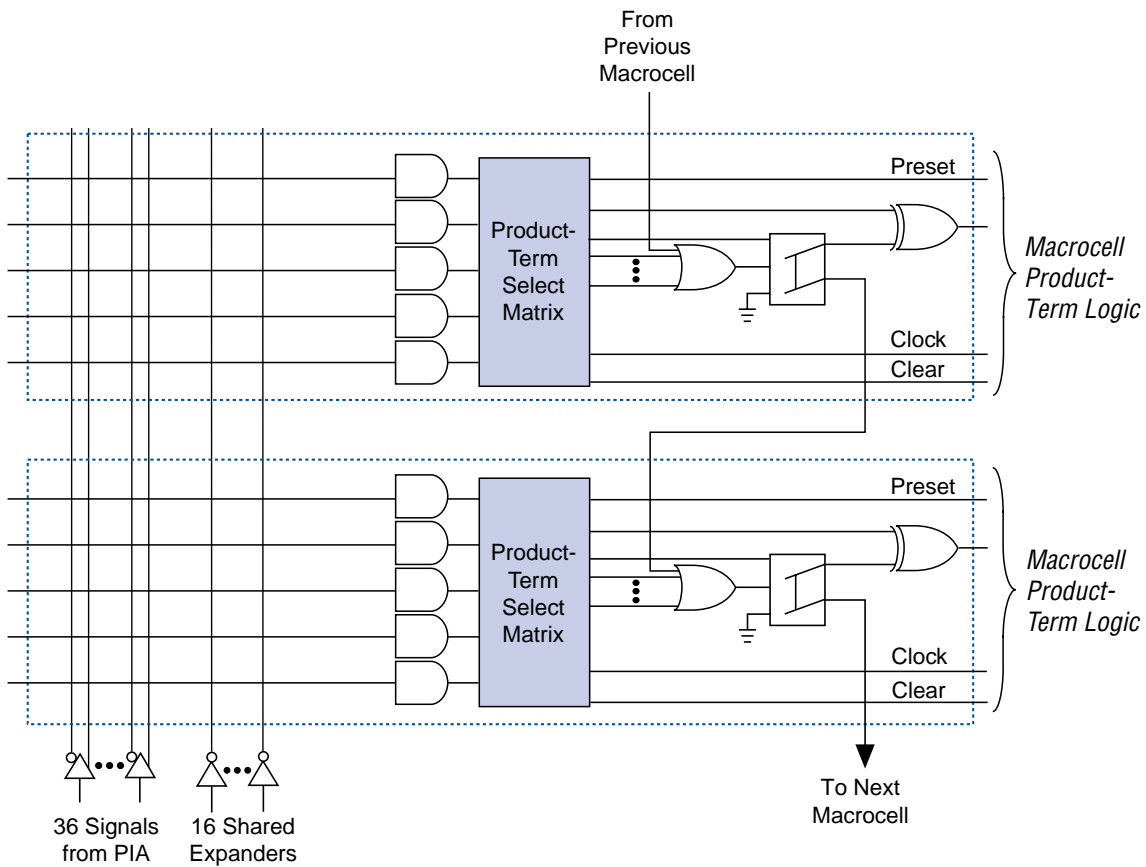 From
Previous
Macrocell
Preset
Product-
Term
Select
Matrix
Macrocell
Product-
Term Logic
Clock
Clear
Preset
Product-
Term
Select
Matrix
Macrocell
Product-
Term Logic
Clock
Clear
To Next
Macrocell
36 Signals
from PIA
16 Shared
Expanders